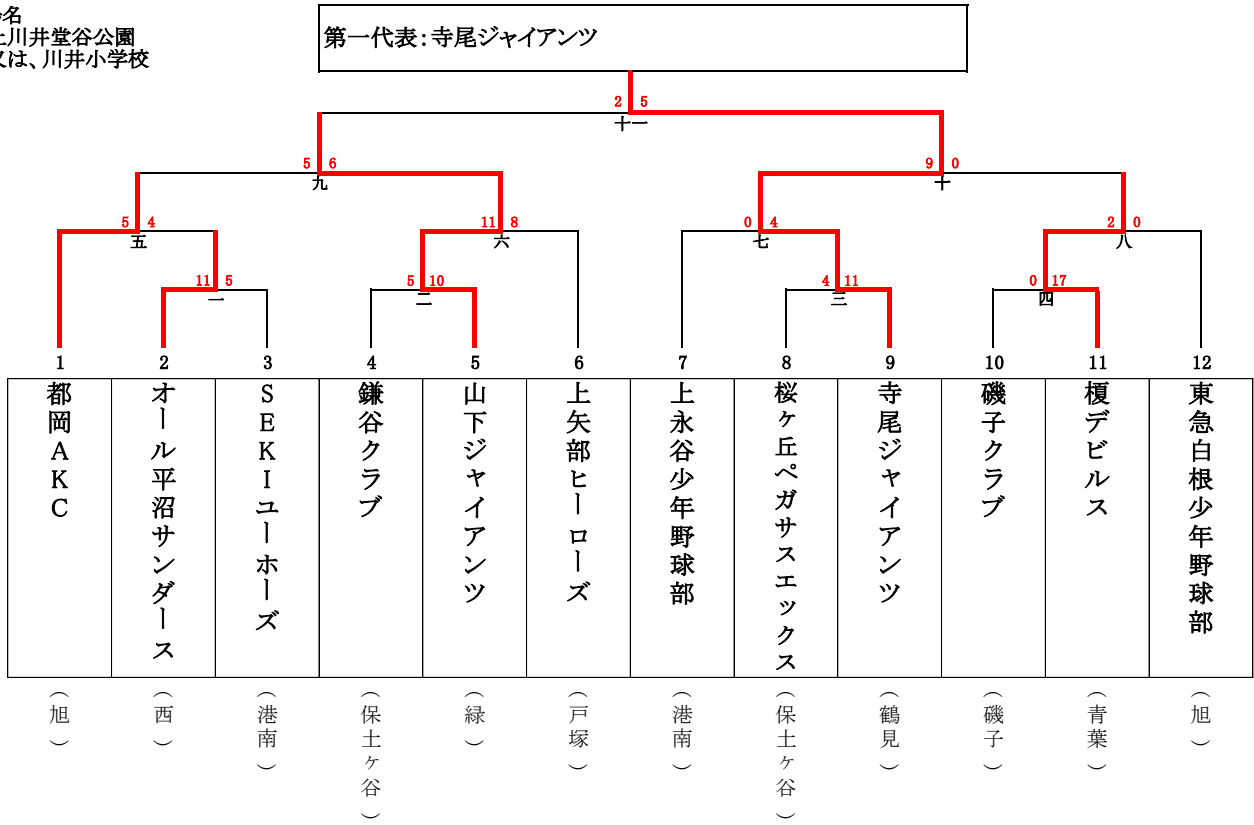 名
上川井堂谷公園
又は、川井小学校
第一代表：寺尾ジャイアンツ
2 5
十一
5 6
九
9 0
十
5 4
五
11 8
六
0 4
七
2 0
八
11 5
一
5 10
二
4 11
三
0 17
四
1 2 3 4 5 6 7 8 9 10 11 12
都岡ＡＫＣ
オール平沼サンダース
ＳＥＫＩユーホーズ
鎌谷クラブ
山下ジャイアンツ
上矢部ヒーローズ
上永谷少年野球部
桜ケ丘ペガサスエックス
寺尾ジャイアンツ
磯子クラブ
榎デビルス
東急白根少年野球部
（旭）
（西）
（港南）
（保土ヶ谷）
（緑）
（戸塚）
（港南）
（保土ヶ谷）
（鶴見）
（磯子）
（青葉）
（旭）